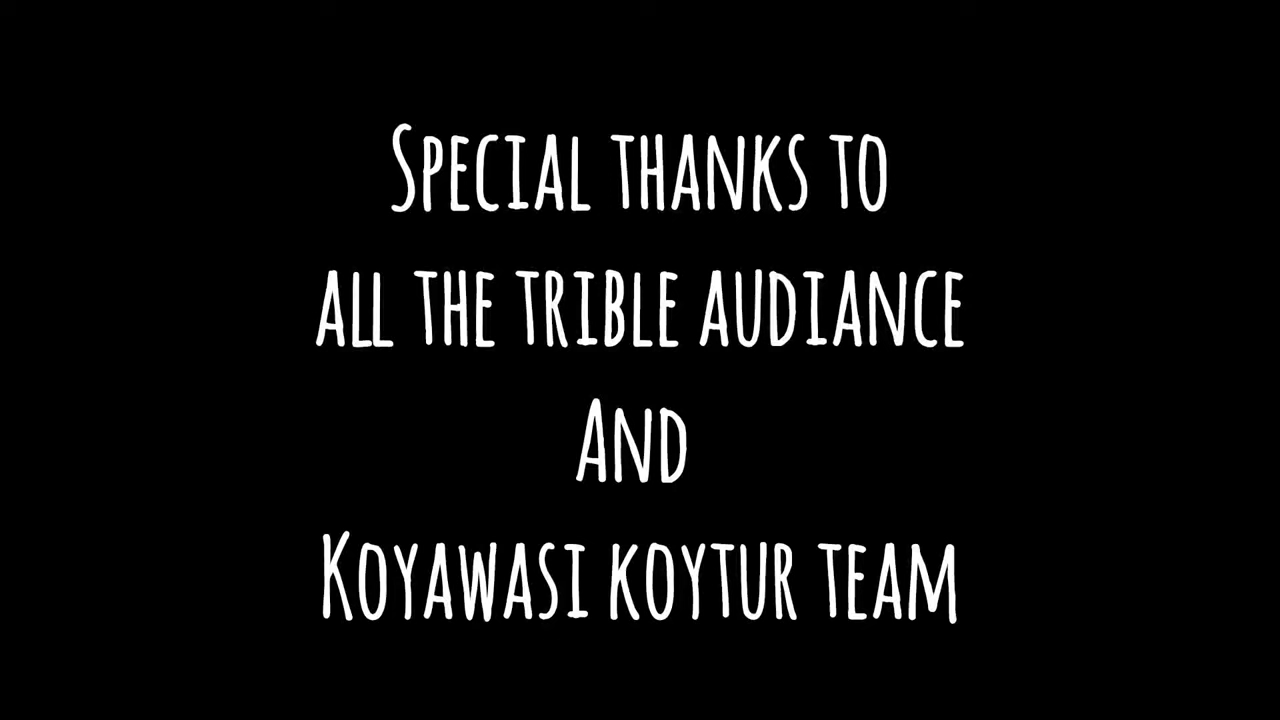 Special thanks to
all the trible audiance
And
Koyawasi koytur team